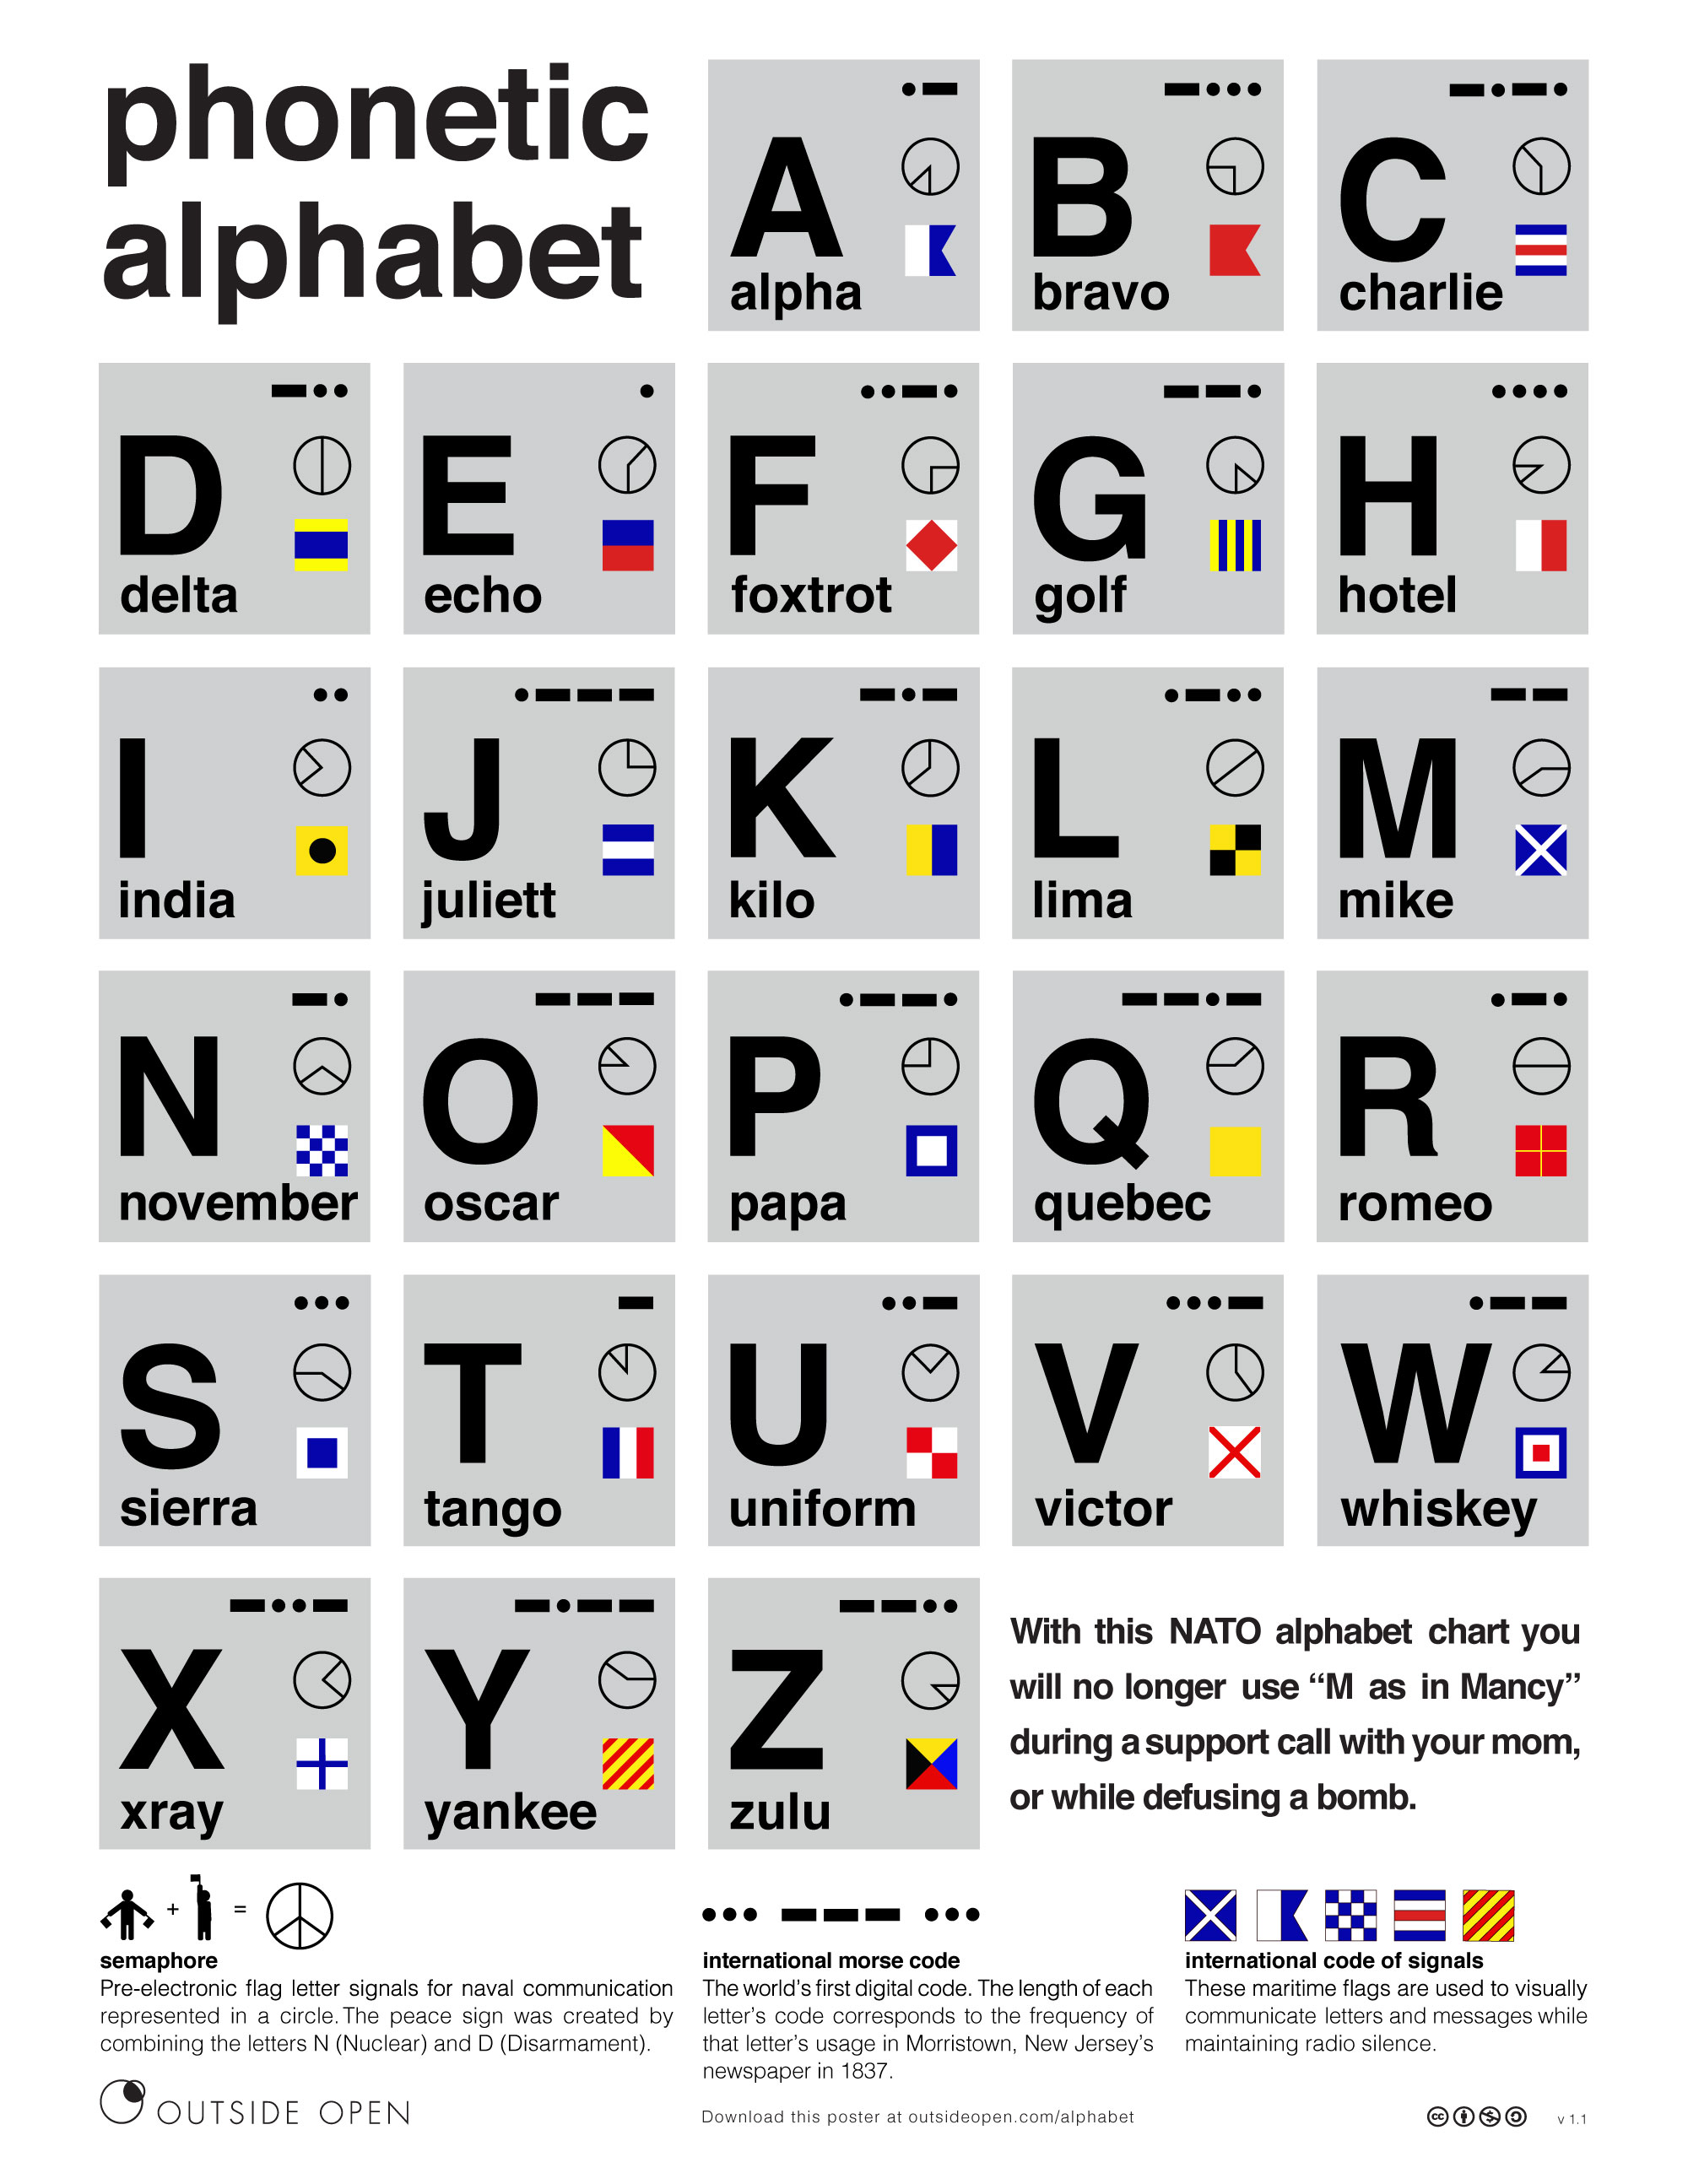 phonetic
alphabet
A
alpha
B
bravo
C
charlie
D
delta
E
echo
F
foxtrot
G
golf
H
hotel
I
india
J
juliett
K
kilo
L
lima
M
mike
N
november
O
oscar
P
papa
Q
quebec
R
romeo
S
sierra
T
tango
U
uniform
V
victor
W
whiskey
X
xray
Y
yankee
Z
zulu
With this NATO alphabet chart you
will no longer use “M as in Mancy”
during a support call with your mom,
or while defusing a bomb.
+ =
semaphore
Pre-electronic flag letter signals for naval communication
represented in a circle. The peace sign was created by
combining the letters N (Nuclear) and D (Disarmament).
international morse code
The world’s first digital code. The length of each
letter’s code corresponds to the frequency of
that letter’s usage in Morristown, New Jersey’s
newspaper in 1837.
international code of signals
These maritime flags are used to visually
communicate letters and messages while
maintaining radio silence.
OUTSIDE OPEN
Download this poster at outsideopen.com/alphabet
cc
v 1.1